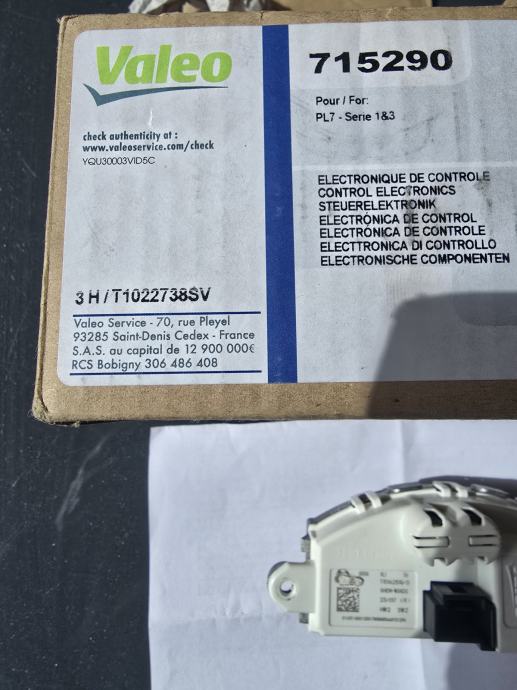 Valeo
715290
Pour / For:
PL7 - Serie 1&3
check authenticity at :
www.valeoservice.com/check
YQU30003VID5C
ELECTRONIQUE DE CONTROLE
CONTROL ELECTRONICS
STEUERELEKTRONIK
ELECTRÓNICA DE CONTROL
ELECTRÓNICA DE CONTROLE
ELECTTRONICA DI CONTROLLO
ELECTRONISCHE COMPONENTEN
3 H / T1022738SV
Valeo Service - 70, rue Pleyel
93285 Saint-Denis Cedex - France
S.A.S. au capital de 12 900 000€
RCS Bobigny 306 486 408